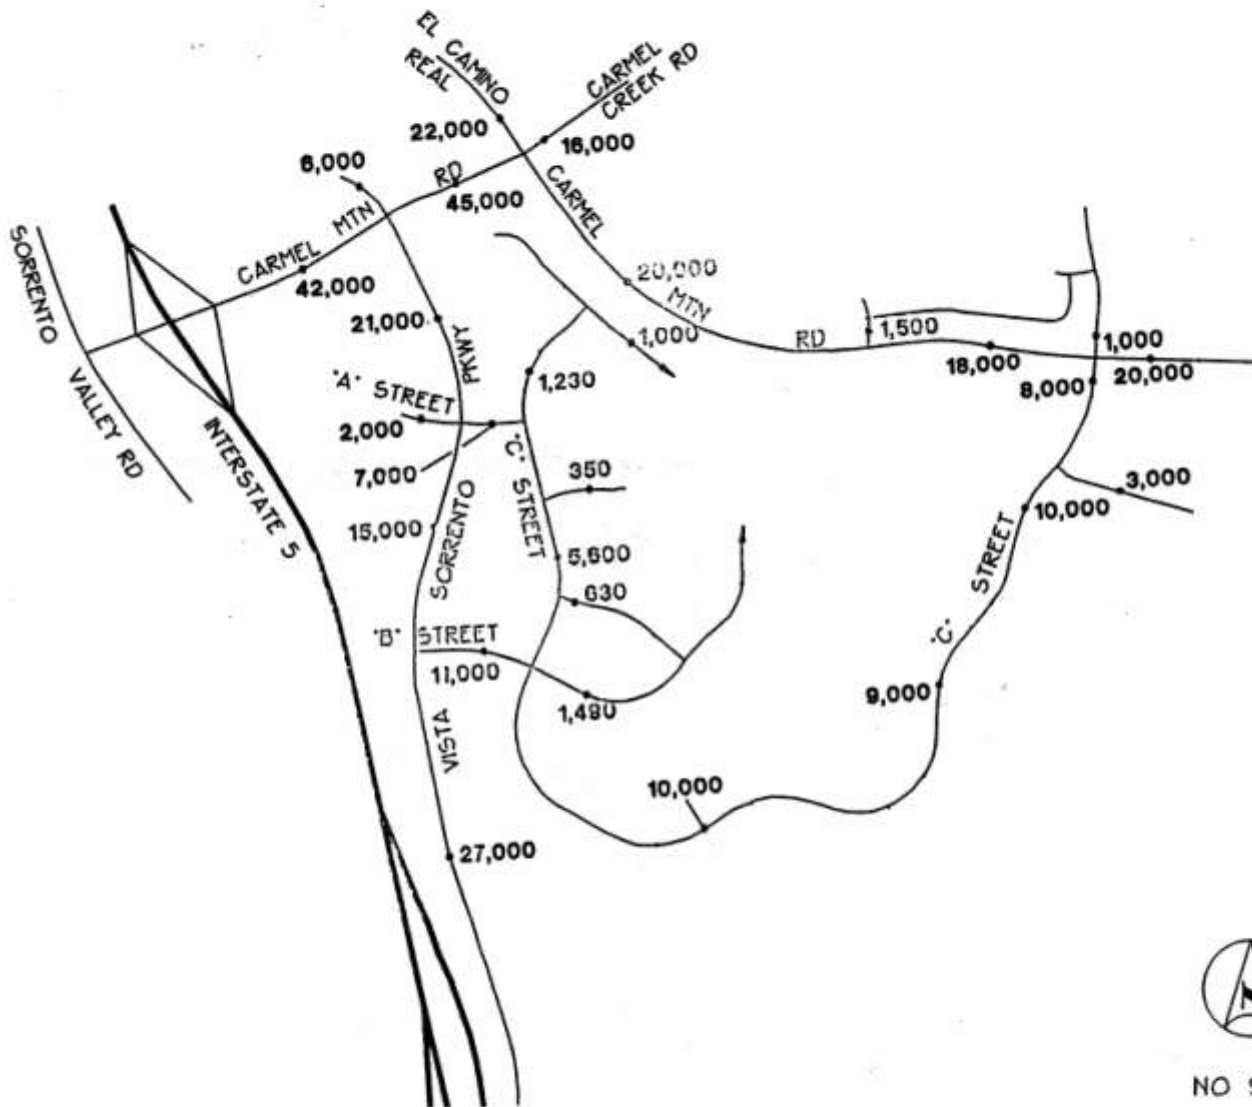 EL CAMINO
REAL
CARMEL
CREEK RD
22,000
16,000
6,000
RD
45,000
CARMEL
MTN
CARMEL
42,000
SORRENTO
VALLEY RD
20,000
MTN
RD
21,000
PKWY
1,000
1,500
18,000
1,000
20,000
8,000
"A" STREET
2,000
1,230
7,000
"C" STREET
350
3,000
10,000
INTERSTATE 5
15,000
SORRENTO
5,600
630
"B" STREET
11,000
1,490
"C" STREET
9,000
VISTA
10,000
27,000
NO